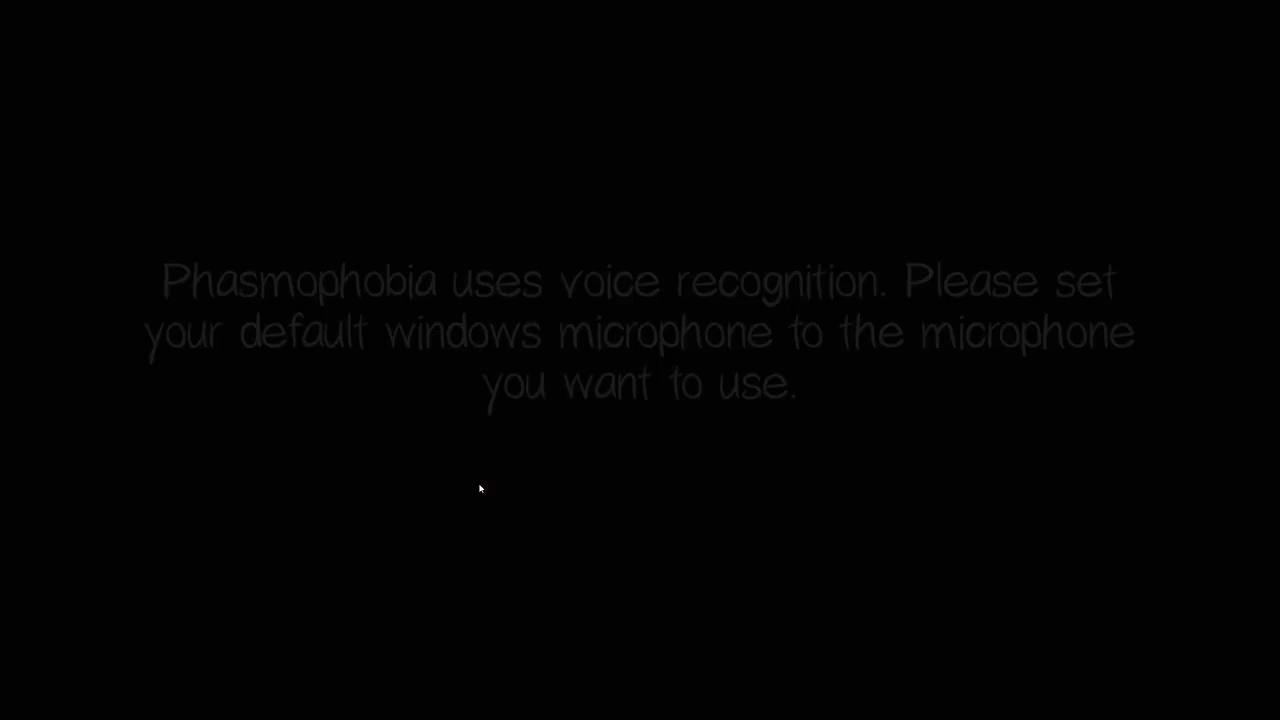 Phasmophobia uses voice recognition. Please set
your default windows microphone to the microphone
you want to use.